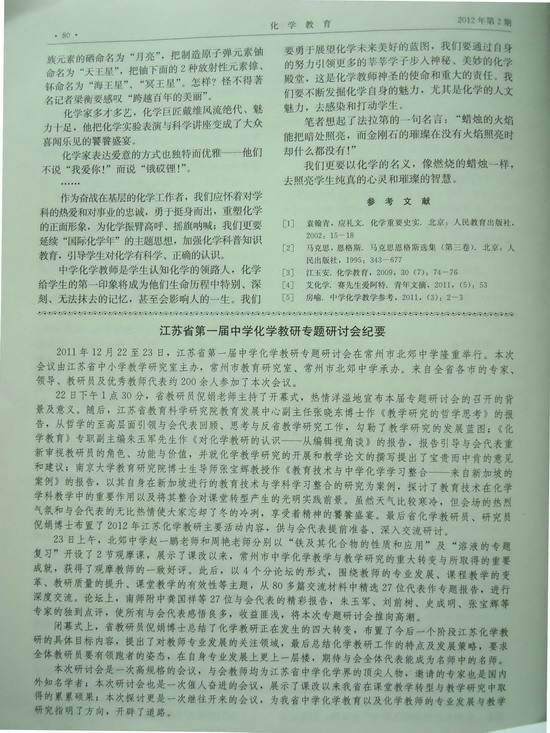 · 80 ·
化 学 教 育
2012年第2期
族元素的硒命名为“月亮”，把制造原子弹元素铀
命名为“天王星”，把铀下面的2种放射性元素镎、
钚命名为“海王星”、“冥王星”。怎样？怪不得著
名记者梁衡要感叹“跨越百年的美丽”。
化学家多才多艺，化学巨匠戴维风流绝代、魅
力十足，他把化学实验表演与科学讲座变成了大众
喜闻乐见的饕餮盛宴。
化学家表达爱意的方式也独特而优雅——他们
不说“我爱你！”而说“锇砹锂！”。
……
作为奋战在基层的化学工作者，我们应怀着对学
科的热爱和对事业的忠诚，勇于挺身而出，重塑化学
的正面形象，为化学振臂高呼、摇旗呐喊；我们更要
延续“国际化学年”的主题思想，加强化学科普知识
教育，引导学生对化学有科学、正确的认识。
中学化学教师是学生认知化学的领路人，化学
给学生的第一印象将成为他们生命历程中特别、深
刻、无法抹去的记忆，甚至会影响人的一生。我们
要勇于展望化学未来美好的蓝图，我们要通过自身
的努力引领更多的莘莘学子步入神秘、美妙的化学
殿堂，这是化学教师神圣的使命和重大的责任。我
们要不断发掘化学自身的魅力，尤其是化学的人文
魅力，去感染和打动学生。
笔者想起了法拉第的一句名言：“蜡烛的火焰
能把暗处照亮，而金刚石的璀璨在没有火焰照亮时
却什么都没有！”
我们更要以化学的名义，像燃烧的蜡烛一样，
去照亮学生纯真的心灵和璀璨的智慧。
参 考 文 献
[1] 袁翰青，应礼文. 化学重要史实. 北京：人民教育出版社，
2002：15－18
[2] 马克思，恩格斯. 马克思恩格斯选集（第三卷）. 北京：人
民出版社，1995：343－677
[3] 江玉安. 化学教育，2009，30 (7)：74－76
[4] 艾化学. 赛先生爱阿特. 青年文摘，2011，(5)：53
[5] 房喻. 中学化学教学参考，2011，(3)：2－3
江苏省第一届中学化学教研专题研讨会纪要
2011年12月22至23日，江苏省第一届中学化学教研专题研讨会在常州市北郊中学隆重举行。本次
会议由江苏省中小学教学研究室主办，常州市教育研究室、常州市北郊中学承办。来自全省各市的专家、
领导、教研员及优秀教师代表约200余人参加了本次会议。
22日下午1点30分，省教研员倪娟老师主持了开幕式，热情洋溢地宣布本届专题研讨会的召开的背
景及意义。随后，江苏省教育科学研究院教育发展中心副主任张晓东博士作《教学研究的哲学思考》的报
告，从哲学的至高层面引领与会代表回顾、思考与反省教学研究工作，勾勒了教学研究的发展蓝图；《化
学教育》专职副主编朱玉军先生作《对化学教研的认识——从编辑视角谈》的报告，报告引导与会代表重
新审视教研员的角色、功能与价值，并就化学教学研究的开展和教学论文的撰写提出了宝贵而中肯的意见
和建议；南京大学教育研究院博士生导师张宝辉教授作《教育技术与中学化学学习整合——来自新加坡的
案例》的报告，以其自身在新加坡进行的教育技术与学科学习整合的研究为案例，探讨了教育技术在化学
学科教学中的重要作用以及将其整合对课堂转型产生的光明实践前景。虽然天气比较寒冷，但会场的热烈
气氛和与会代表的无比热情使大家忘却了冬的冷冽，享受着精神的饕餮盛宴。最后省化学教研员、研究员
倪娟博士布置了2012年江苏化学教研主要活动内容，供与会代表提前准备、深入交流研讨。
23日上午，北郊中学赵一鹏老师和周艳老师分别以“铁及其化合物的性质和应用”及“溶液的专题
复习”开设了2节观摩课，展示了课改以来，常州市中学化学教学与教学研究的重大转变与所取得的重要
成就，获得了观摩教师的一致好评。此后，以4个分论坛的形式，围绕教师的专业发展、课程教学的变
革、教研质量的提升、课堂教学的有效性等主题，从80多篇交流材料中精选27位代表作专题报告，进行
深度交流。论坛上，南师附中龚国祥等27位与会代表的精彩报告，朱玉军、刘前树、史成明、张宝辉等
专家的独到点评，使所有与会代表感悟良多，收益匪浅，将本次专题研讨会推向高潮。
闭幕式上，省教研员倪娟博士总结了化学教研正在发生的四大转变，布置了今后一个阶段江苏化学教
研的具体目标内容，提出了对教师专业发展的关注领域，最后总结化学教研工作的特点及发展策略，要求
全体教研员要有领跑者的姿态，在自身专业发展上更上一层楼，期待与会全体代表能成为名师中的名师。
本次研讨会是一次高规格的会议，与会教师均为江苏省中学化学界的顶尖人物，邀请的专家也是国内
外知名学者；本次研讨会也是一次催人奋进的会议，展示了课改以来我省在课堂教学转型与教学研究中取
得的累累硕果；本次探讨更是一次继往开来的会议，为我省中学化学教育以及化学教师的专业发展与教学
研究指明了方向，开辟了道路。